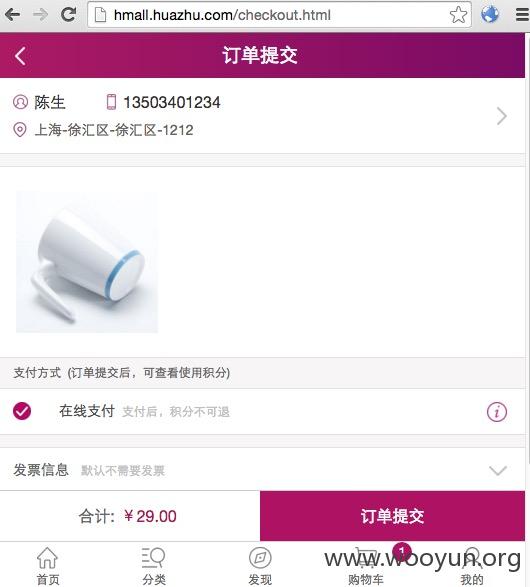 hmall.huazhu.com/checkout.html
订单提交
陈生 13503401234
上海-徐汇区-徐汇区-1212
支付方式 (订单提交后，可查看使用积分)
在线支付 支付后，积分不可退
发票信息 默认不需要发票
合计: ¥29.00 订单提交
1
首页 分类 发现 购物车 我的
www.wooyun.org